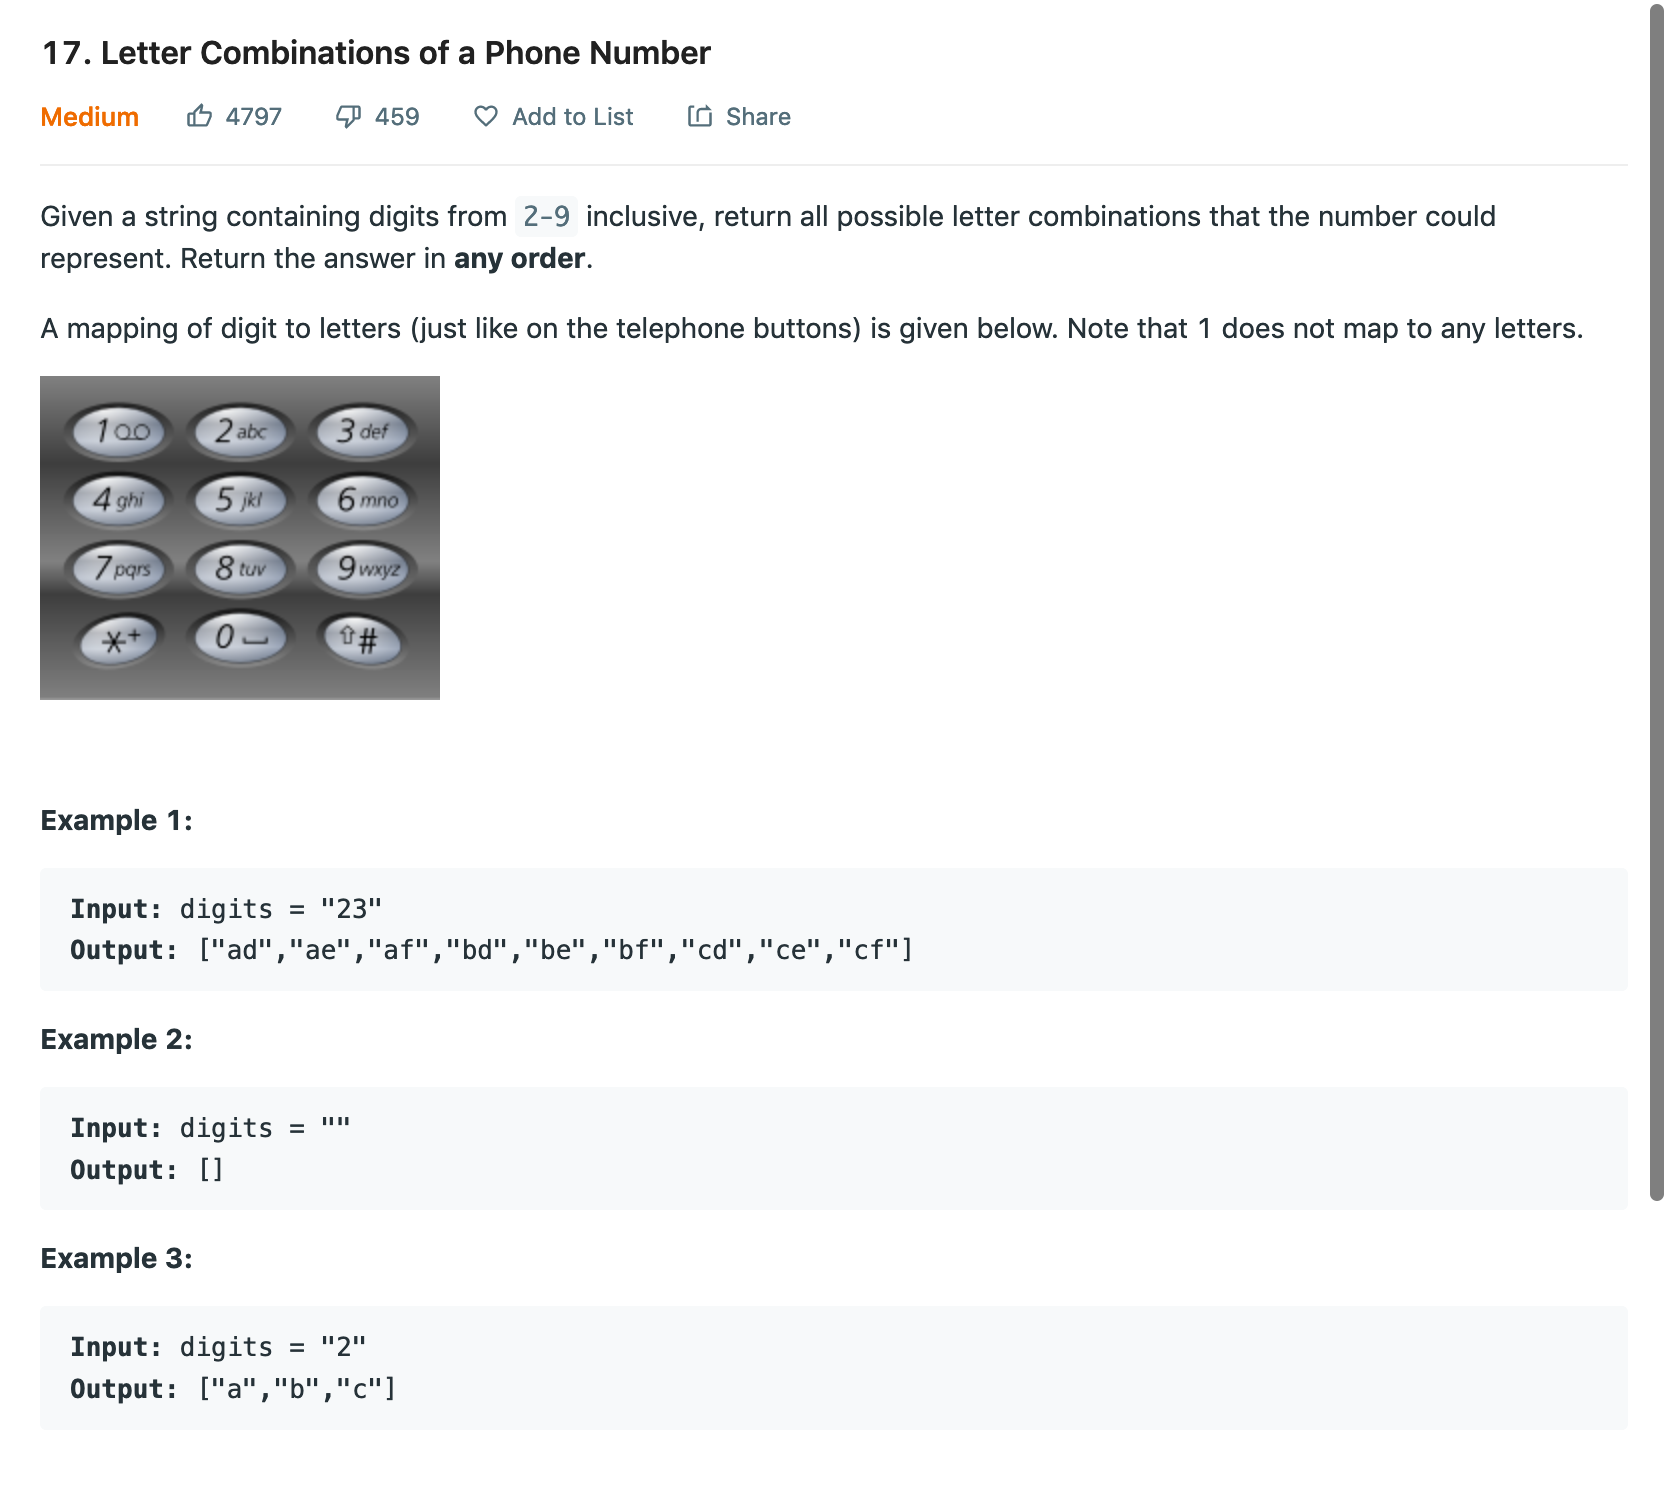 17. Letter Combinations of a Phone Number
Medium 4797 459 Add to List Share
Given a string containing digits from 2-9 inclusive, return all possible letter combinations that the number could
represent. Return the answer in any order.
A mapping of digit to letters (just like on the telephone buttons) is given below. Note that 1 does not map to any letters.
1 2 abc 3 def
4 ghi 5 jkl 6 mno
7 pqrs 8 tuv 9 wxyz
*+ 0 #
Example 1:
Input: digits = "23"
Output: ["ad","ae","af","bd","be","bf","cd","ce","cf"]
Example 2:
Input: digits = ""
Output: []
Example 3:
Input: digits = "2"
Output: ["a","b","c"]